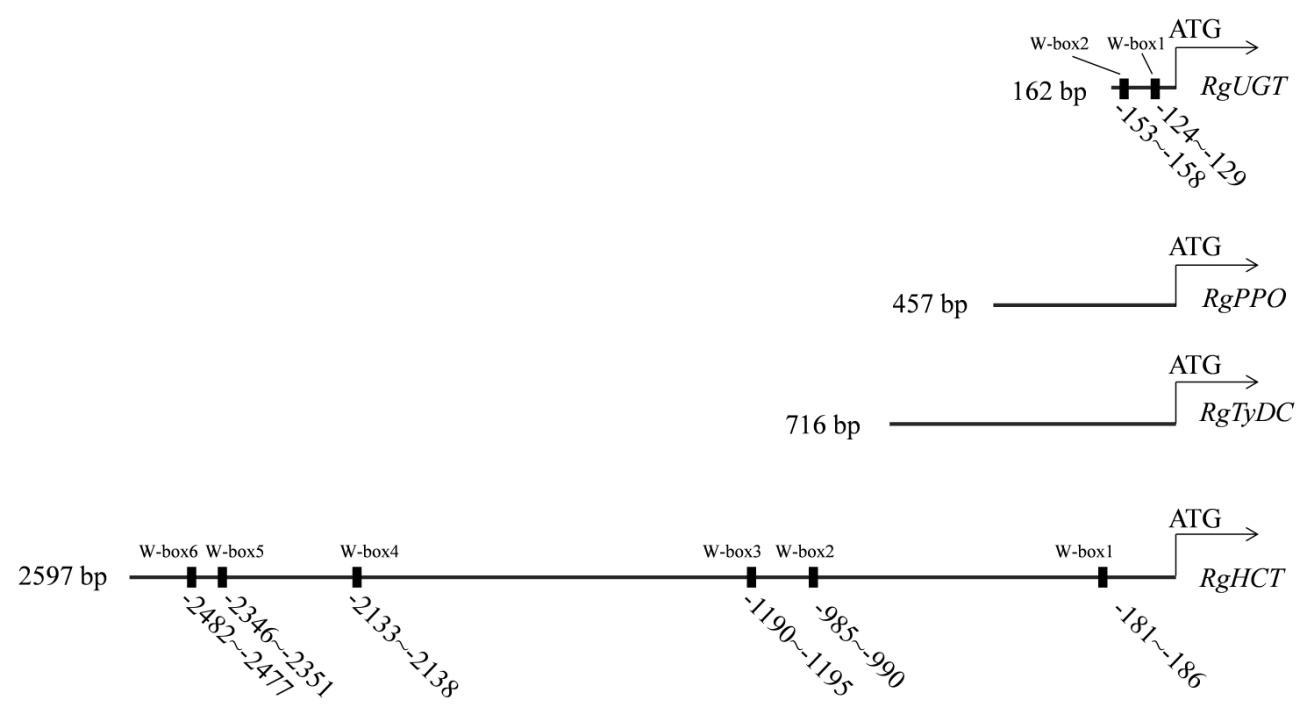 ATG
W-box2 W-box1
162 bp
RgUGT
-153~-158
-124~-129
ATG
457 bp
RgPPO
ATG
716 bp
RgTyDC
ATG
W-box6 W-box5 W-box4 W-box3 W-box2 W-box1
2597 bp
RgHCT
-2482~-2477
-2346~-2351
-2133~-2138
-1190~-1195
-985~-990
-181~-186